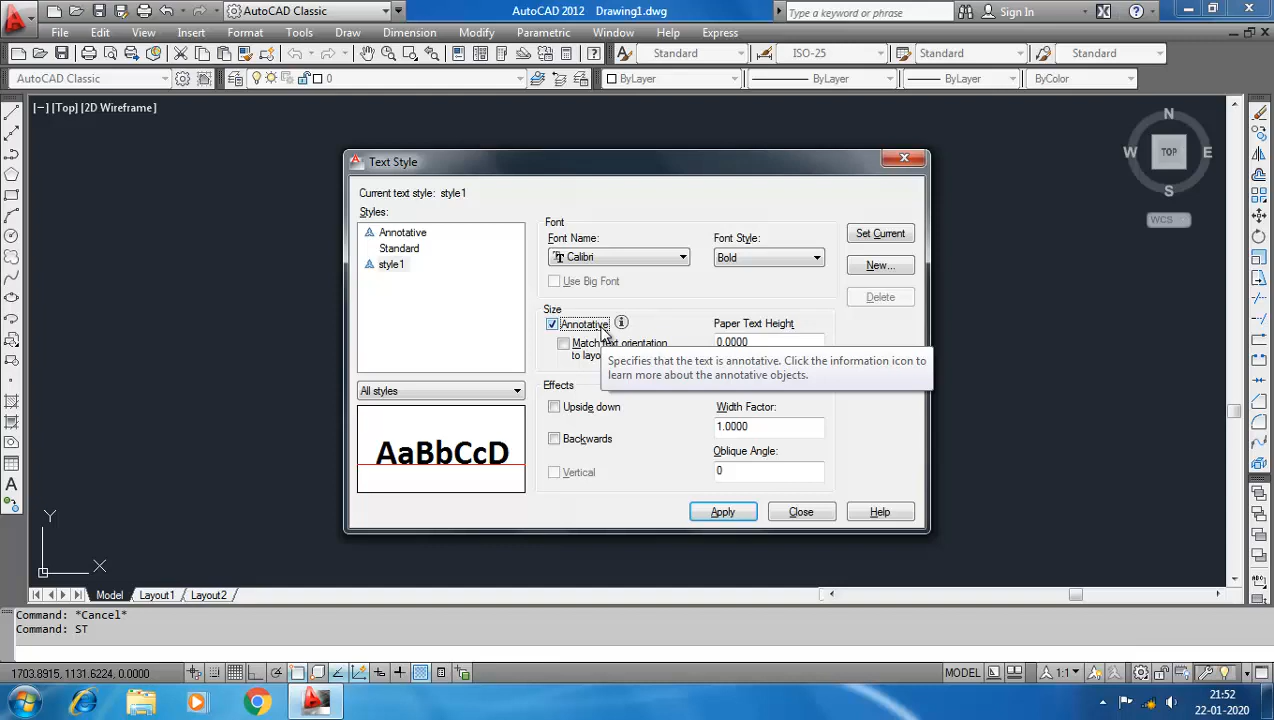 AutoCAD Classic
AutoCAD 2012 Drawing1.dwg
Type a keyword or phrase
Sign In
File Edit View Insert Format Tools Draw Dimension Modify Parametric Window Help Express
Standard
ISO-25
Standard
Standard
AutoCAD Classic
0
ByLayer
ByLayer
ByLayer
ByColor
[−][Top][2D Wireframe]
N
W TOP E
S
WCS
Text Style
Current text style: style1
Styles:
Annotative
Standard
style1
All styles
AaBbCcD
Font
Font Name:
Calibri
Font Style:
Bold
Use Big Font
Size
Annotative
Paper Text Height
0.0000
Match text orientation
to layo
Specifies that the text is annotative. Click the information icon to
learn more about the annotative objects.
Effects
Upside down
Backwards
Vertical
Width Factor:
1.0000
Oblique Angle:
0
Set Current
New...
Delete
Apply
Close
Help
Y
X
Model Layout1 Layout2
Command: *Cancel*
Command: ST
1703.8915, 1131.6224, 0.0000
MODEL
1:1
21:52
22-01-2020